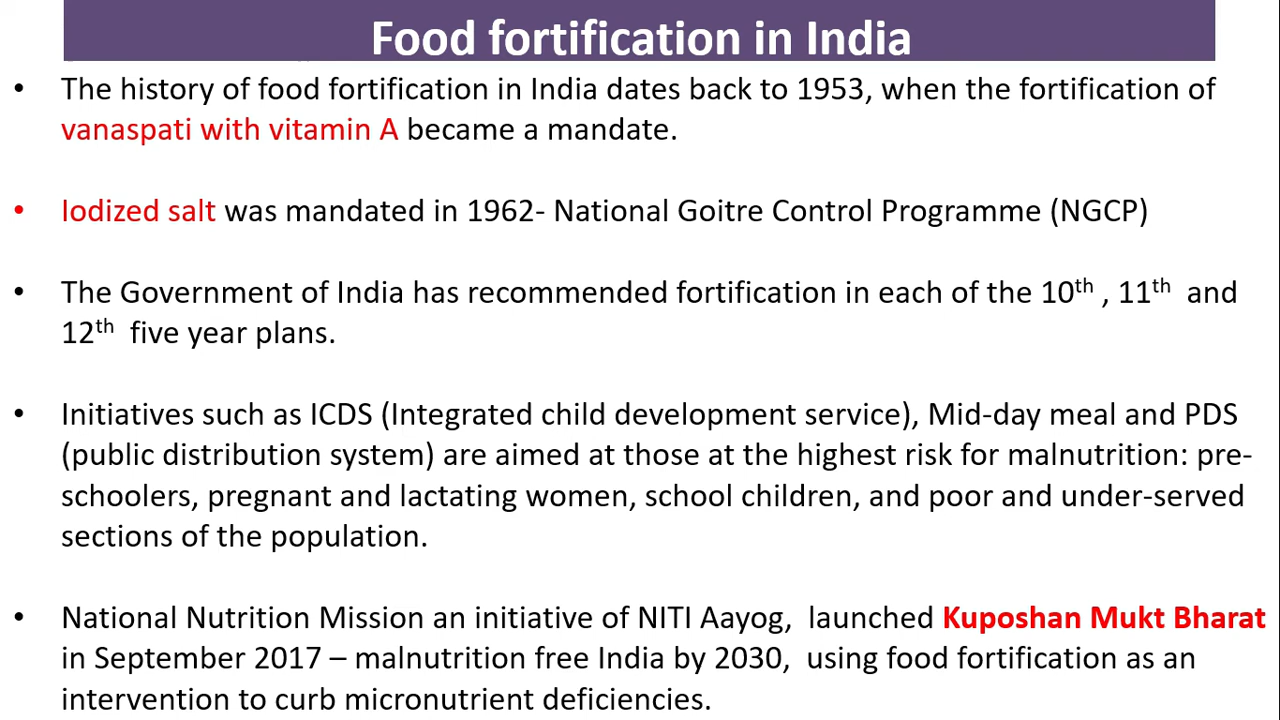 Food fortification in India
• The history of food fortification in India dates back to 1953, when the fortification of
vanaspati with vitamin A became a mandate.
• Iodized salt was mandated in 1962- National Goitre Control Programme (NGCP)
• The Government of India has recommended fortification in each of the 10th , 11th and
12th five year plans.
• Initiatives such as ICDS (Integrated child development service), Mid-day meal and PDS
(public distribution system) are aimed at those at the highest risk for malnutrition: pre-
schoolers, pregnant and lactating women, school children, and poor and under-served
sections of the population.
• National Nutrition Mission an initiative of NITI Aayog, launched Kuposhan Mukt Bharat
in September 2017 – malnutrition free India by 2030, using food fortification as an
intervention to curb micronutrient deficiencies.